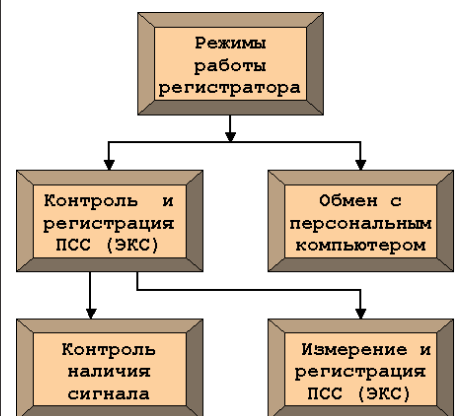 Режимы
работы
регистратора
Контроль и
регистрация
ПСС (ЭКС)
Обмен с
персональным
компьютером
Контроль
наличия
сигнала
Измерение и
регистрация
ПСС (ЭКС)